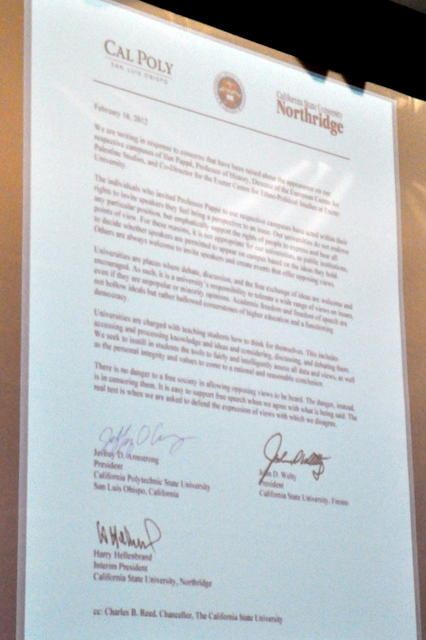 CAL POLY
SAN LUIS OBISPO
California State University
Northridge
February 18, 2012
We are writing in response to concerns that have been raised about the appearance on our
respective campuses of Ilan Pappé, Professor of History, Director of the European Centre for
Palestine Studies, and Co-Director for the Exeter Center for Ethno-Political Studies at Exeter
University.
The individuals who invited Professor Pappe to our respective campuses have acted within their
rights to invite speakers they feel bring a perspective to an issue. Our universities do not endorse
any particular position, but emphatically support the rights of people to express and hear all
points of view. For these reasons, it is not appropriate for our universities, as public institutions,
to decide whether speakers are permitted to appear on campus based on the ideas they hold.
Others are always welcome to invite speakers and create events that offer opposing views.
Universities are places where debate, discussion, and the free exchange of ideas are welcome and
encouraged. As such, it is a university's responsibility to tolerate a wide range of views on issues,
even if they are unpopular or minority opinions. Academic freedom and freedom of speech are
not hollow ideals but rather hallowed cornerstones of higher education and a functioning
democracy.
Universities are charged with teaching students how to think for themselves. This includes
accessing and processing knowledge and ideas and considering, discussing, and debating them.
We seek to instill in students the tools to fairly and intelligently assess all data and views, as well
as the personal integrity and values to come to a rational and reasonable conclusion.
There is no danger to a free society in allowing opposing views to be heard. The danger, instead,
is in censoring them. It is easy to support free speech when we agree with what is being said. The
real test is when we are asked to defend the expression of views with which we disagree.
Jeffrey D. Armstrong
President
California Polytechnic State University
San Luis Obispo, California
John D. Welty
President
California State University, Fresno
Harry Hellenbrand
Interim President
California State University, Northridge
cc: Charles B. Reed, Chancellor, The California State University